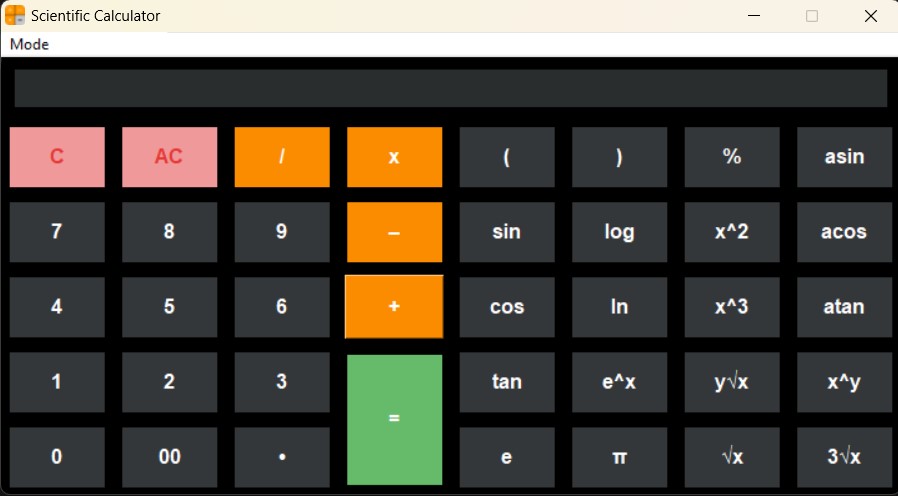 Scientific Calculator
Mode
C AC / x ( ) % asin
7 8 9 – sin log x^2 acos
4 5 6 + cos ln x^3 atan
1 2 3 = tan e^x y√x x^y
0 00 • e π √x 3√x